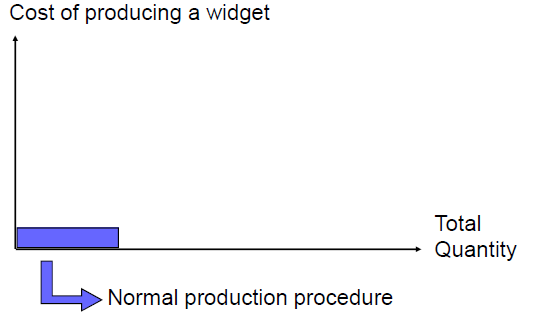 Cost of producing a widget
Total
Quantity
Normal production procedure